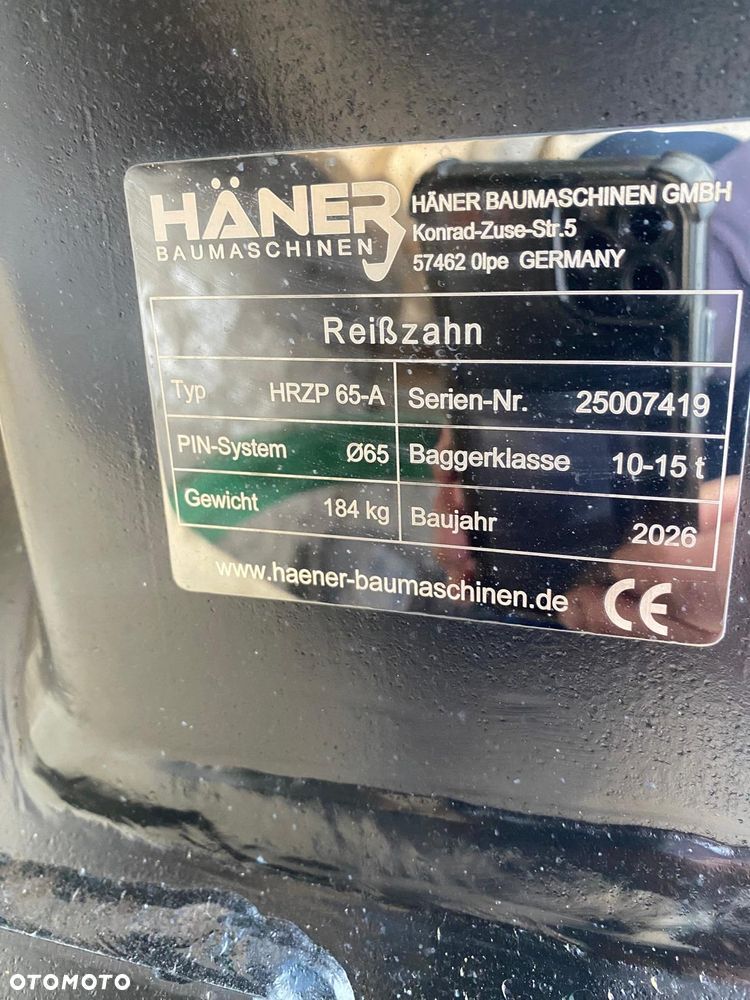 HÄNER
BAUMASCHINEN
HÄNER BAUMASCHINEN GMBH
Konrad-Zuse-Str.5
57462 Olpe GERMANY
Reißzahn
Typ HRZP 65-A Serien-Nr. 25007419
PIN-System Ø65 Baggerklasse 10-15 t
Gewicht 184 kg Baujahr 2026
www.haener-baumaschinen.de CE
OTOMOTO